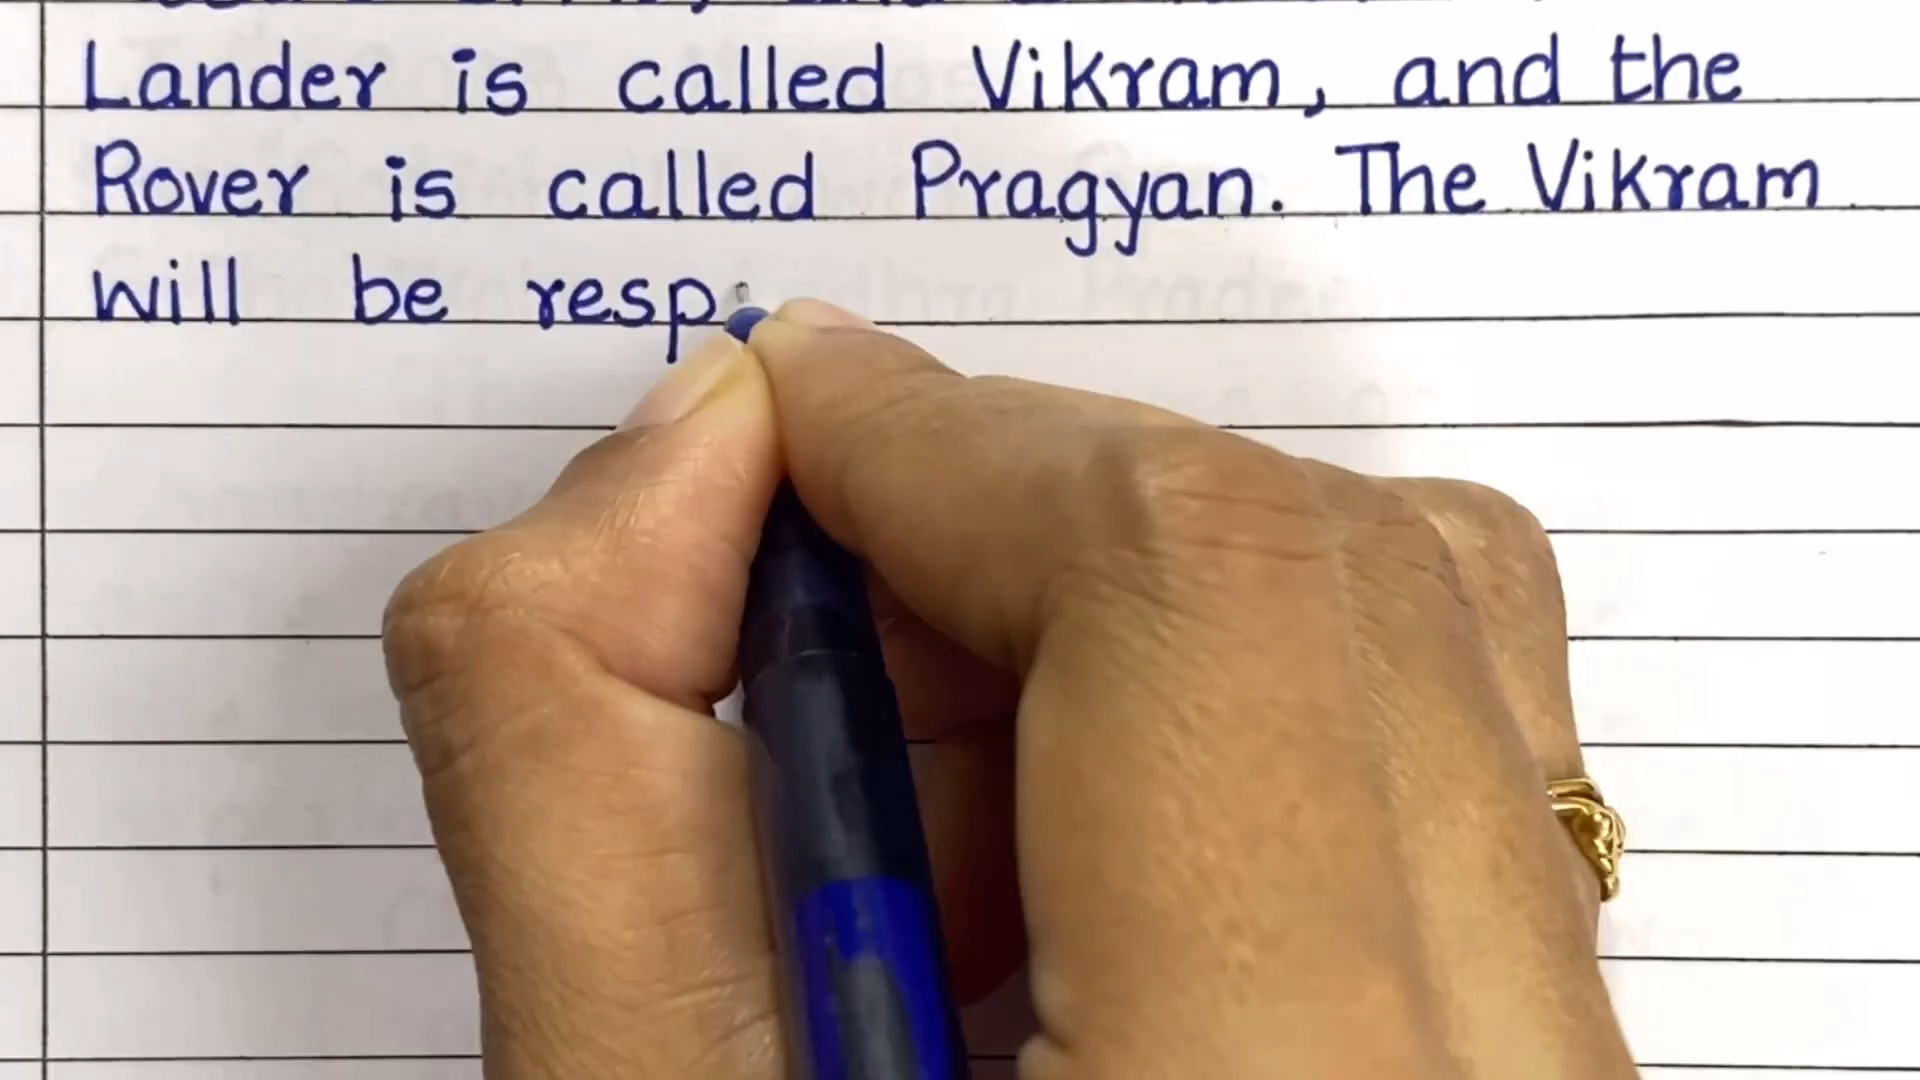 Lander is called Vikram, and the
Rover is called Pragyan. The Vikram
will be resp